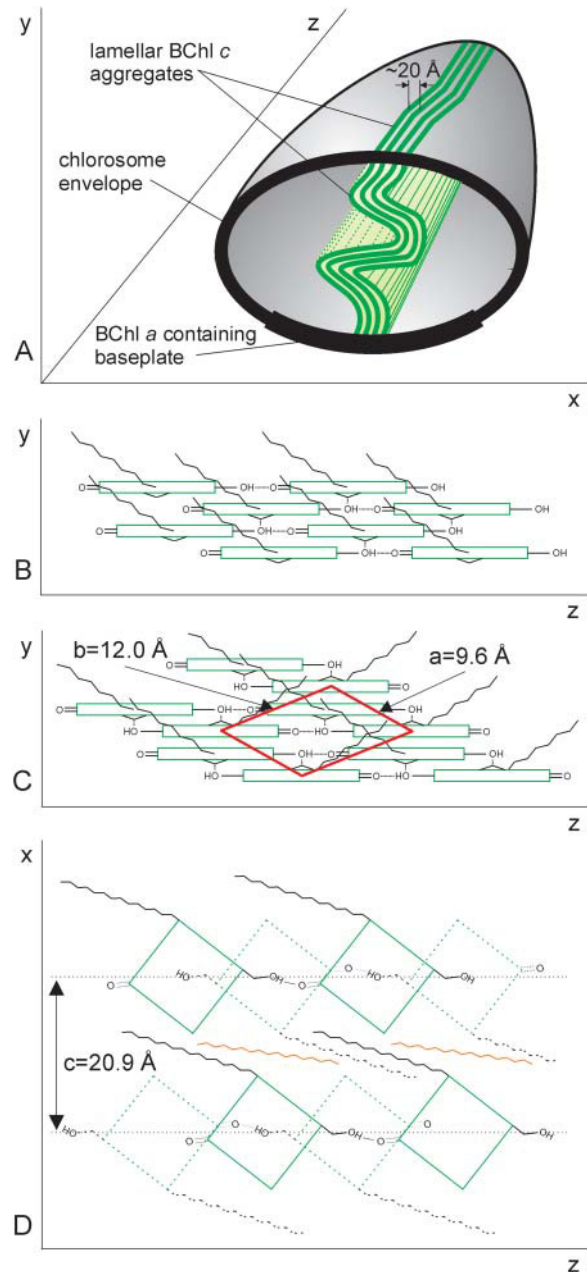 y
z
lamellar BChl c
aggregates
~20 Å
chlorosome
envelope
BChl a containing
baseplate
A
x
y
O OH O OH
O OH O OH
O OH O OH
O OH O OH
B
z
y
b=12.0 Å
a=9.6 Å
O OH
HO O
O OH O OH
HO O HO O
O OH O OH
HO O HO O
C
z
x
HO O HO O
O OH O OH
c=20.9 Å
HO O HO O
O OH O OH
D
z